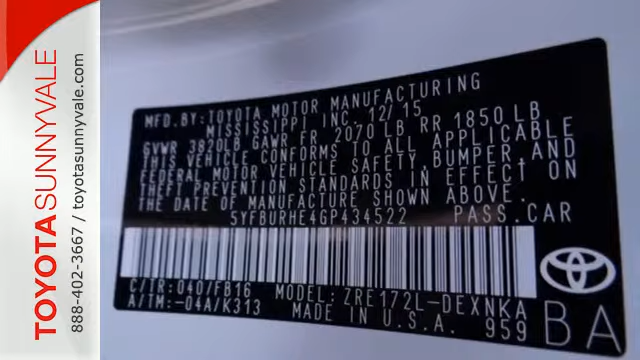 TOYOTASUNNYVALE
888-402-3667 / toyotasunnyvale.com
MFD.BY:TOYOTA MOTOR MANUFACTURING
MISSISSIPPI INC. 12/15
GVWR 3820LB GAWR FR 2070 LB RR 1850 LB
THIS VEHICLE CONFORMS TO ALL APPLICABLE
FEDERAL MOTOR VEHICLE SAFETY,BUMPER,AND
THEFT PREVENTION STANDARDS IN EFFECT ON
THE DATE OF MANUFACTURE SHOWN ABOVE.
5YFBURHE4GP434522 PASS.CAR
C/TR:040/FB16 MODEL:ZRE172L-DEXNKA
A/TM:-04A/K313 MADE IN U.S.A. 959 BA